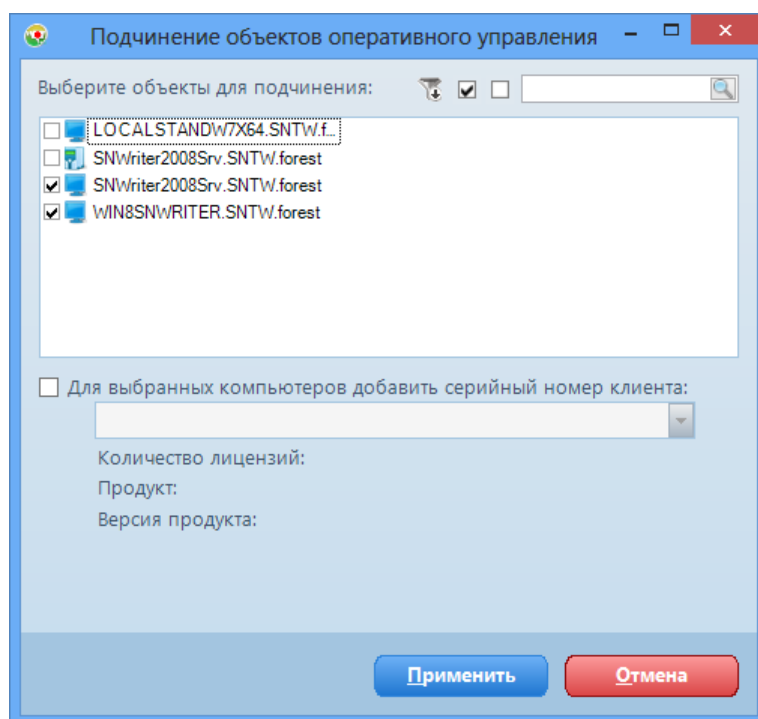 Подчинение объектов оперативного управления
Выберите объекты для подчинения:
LOCALSTANDW7X64.SNTW.f...
SNWriter2008Srv.SNTW.forest
SNWriter2008Srv.SNTW.forest
WIN8SNWRITER.SNTW.forest
Для выбранных компьютеров добавить серийный номер клиента:
Количество лицензий:
Продукт:
Версия продукта:
Применить Отмена